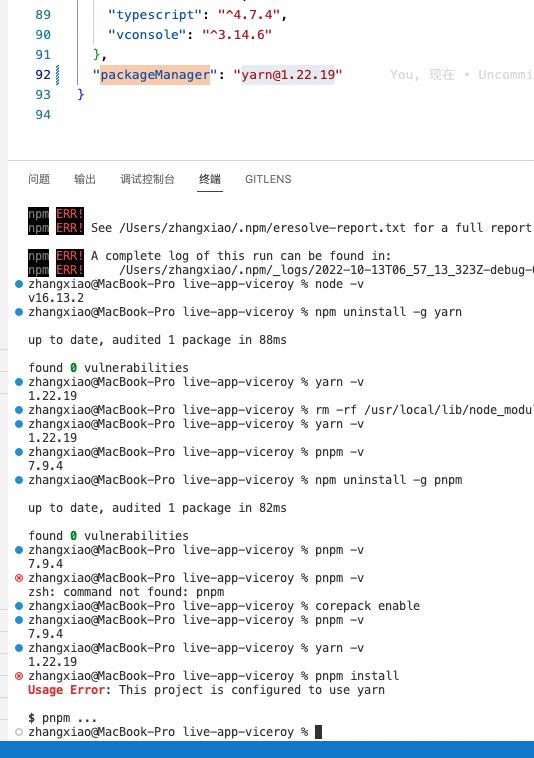 89 "typescript": "^4.7.4",
90 "vconsole": "^3.14.6"
91 },
92 "packageManager": "yarn@1.22.19" You, 现在 • Uncommi
93 }
94
问题 输出 调试控制台 终端 GITLENS
npm ERR!
npm ERR! See /Users/zhangxiao/.npm/eresolve-report.txt for a full report
npm ERR! A complete log of this run can be found in:
npm ERR!     /Users/zhangxiao/.npm/_logs/2022-10-13T06_57_13_323Z-debug-
zhangxiao@MacBook-Pro live-app-viceroy % node -v
v16.13.2
zhangxiao@MacBook-Pro live-app-viceroy % npm uninstall -g yarn
up to date, audited 1 package in 88ms
found 0 vulnerabilities
zhangxiao@MacBook-Pro live-app-viceroy % yarn -v
1.22.19
zhangxiao@MacBook-Pro live-app-viceroy % rm -rf /usr/local/lib/node_modu
zhangxiao@MacBook-Pro live-app-viceroy % yarn -v
1.22.19
zhangxiao@MacBook-Pro live-app-viceroy % pnpm -v
7.9.4
zhangxiao@MacBook-Pro live-app-viceroy % npm uninstall -g pnpm
up to date, audited 1 package in 82ms
found 0 vulnerabilities
zhangxiao@MacBook-Pro live-app-viceroy % pnpm -v
7.9.4
zhangxiao@MacBook-Pro live-app-viceroy % pnpm -v
zsh: command not found: pnpm
zhangxiao@MacBook-Pro live-app-viceroy % corepack enable
zhangxiao@MacBook-Pro live-app-viceroy % pnpm -v
7.9.4
zhangxiao@MacBook-Pro live-app-viceroy % yarn -v
1.22.19
zhangxiao@MacBook-Pro live-app-viceroy % pnpm install
Usage Error: This project is configured to use yarn
$ pnpm ...
zhangxiao@MacBook-Pro live-app-viceroy %